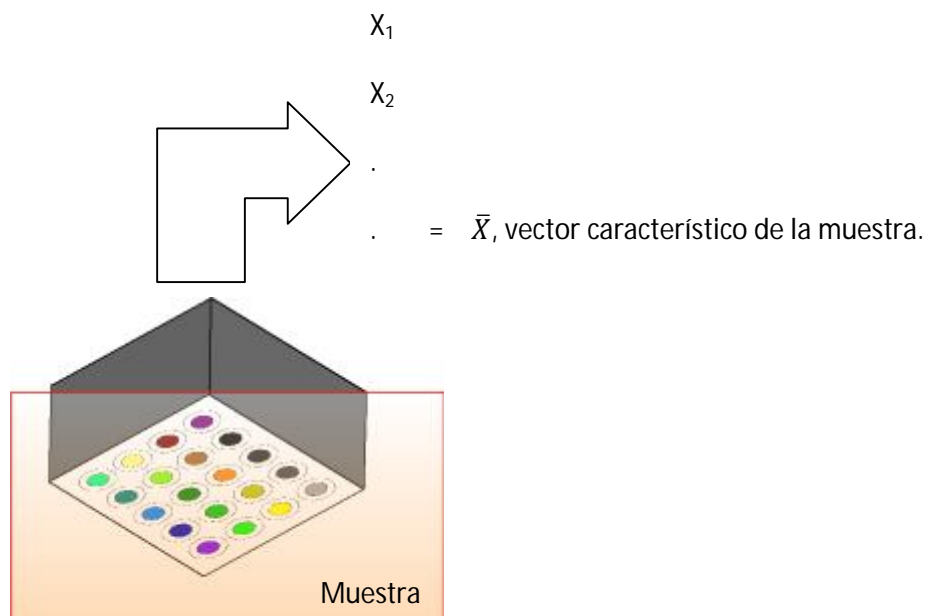 X₁
X₂
.
. = X̄, vector característico de la muestra.
Muestra